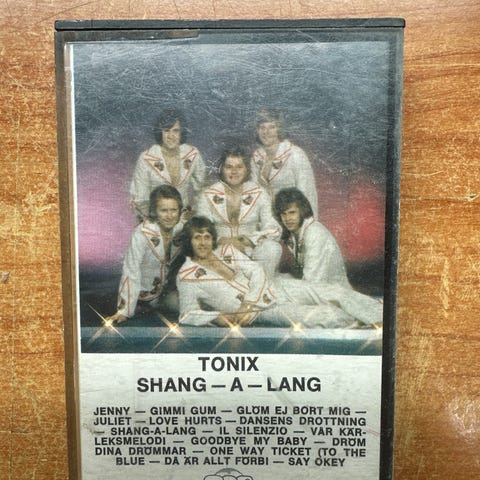 TONIX
SHANG — A — LANG
JENNY — GIMMI GUM — GLÖM EJ BORT MIG —
JULIET — LOVE HURTS — DANSENS DROTTNING
— SHANG-A-LANG — IL SILENZIO — VÅR KÄR-
LEKSMELODI — GOODBYE MY BABY — DRÖM
DINA DRÖMMAR — ONE WAY TICKET (TO THE
BLUE — DÅ ÄR ALLT FÖRBI — SAY OKEY